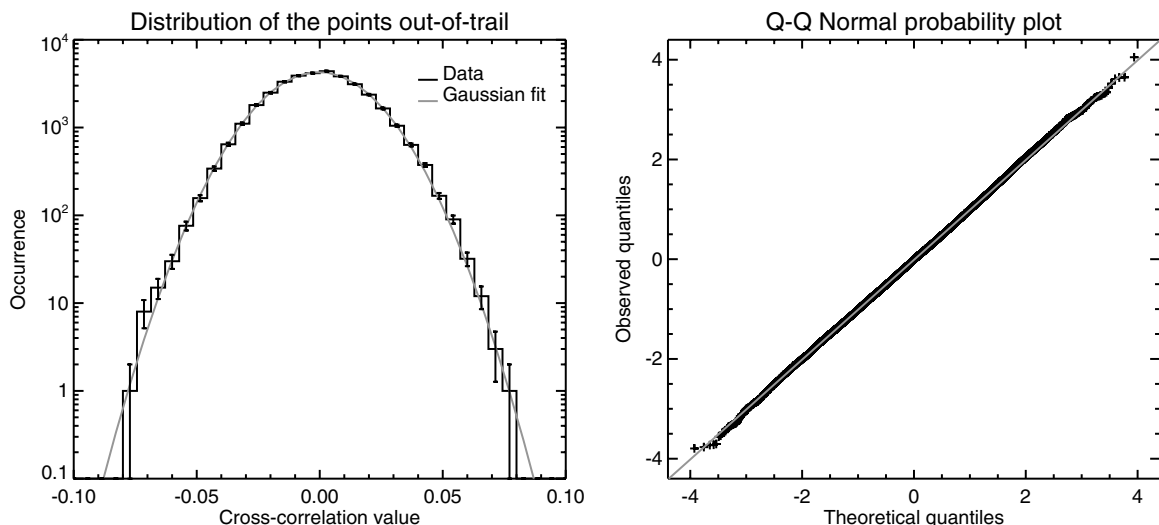 Distribution of the points out-of-trail
10^4
10^3
10^2
10
1
0.1
Occurrence
Data
Gaussian fit
-0.10 -0.05 0.00 0.05 0.10
Cross-correlation value
Q-Q Normal probability plot
4
2
0
-2
-4
Observed quantiles
-4 -2 0 2 4
Theoretical quantiles